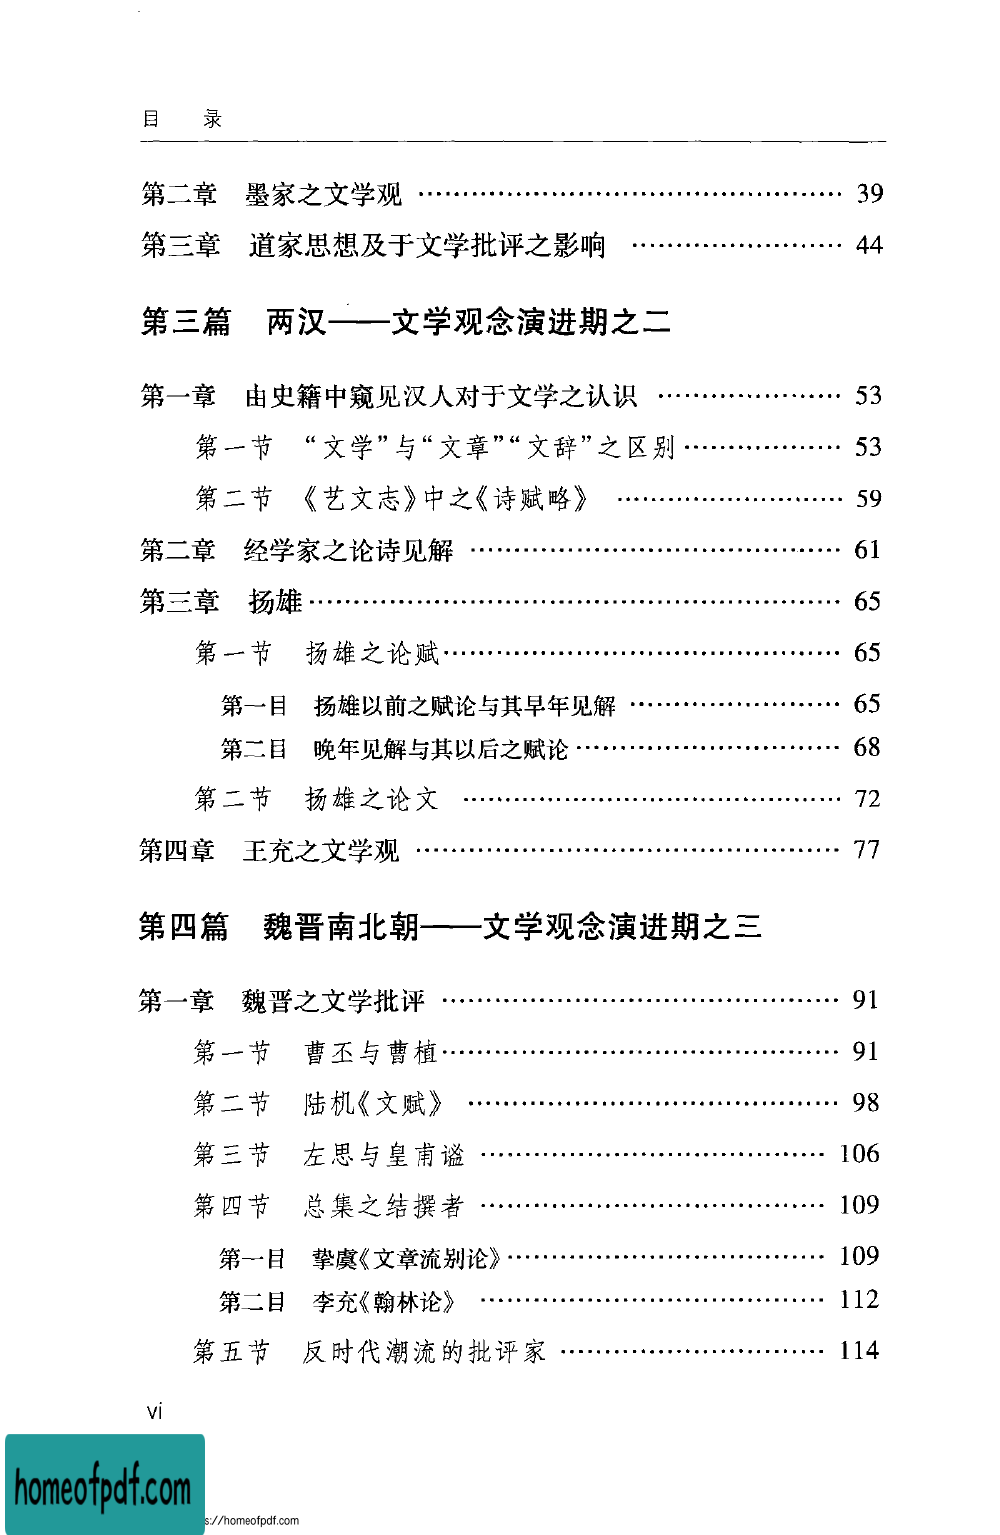 目 录
第二章 墨家之文学观 …………………………………………… 39
第三章 道家思想及于文学批评之影响 …………………… 44
第三篇 两汉——文学观念演进期之二
第一章 由史籍中窥见汉人对于文学之认识 ………………… 53
第一节 “文学”与“文章”“文辞”之区别 ……………… 53
第二节 《艺文志》中之《诗赋略》 …………………… 59
第二章 经学家之论诗见解 …………………………………… 61
第三章 扬雄 …………………………………………………… 65
第一节 扬雄之论赋 ……………………………………… 65
第一目 扬雄以前之赋论与其早年见解 ………………… 65
第二目 晚年见解与其以后之赋论 ……………………… 68
第二节 扬雄之论文 …………………………………… 72
第四章 王充之文学观 ………………………………………… 77
第四篇 魏晋南北朝——文学观念演进期之三
第一章 魏晋之文学批评 ……………………………………… 91
第一节 曹丕与曹植 ……………………………………… 91
第二节 陆机《文赋》 …………………………………… 98
第三节 左思与皇甫谧 ………………………………… 106
第四节 总集之结撰者 ………………………………… 109
第一目 挚虞《文章流别论》 …………………………… 109
第二目 李充《翰林论》 ………………………………… 112
第五节 反时代潮流的批评家 ………………………… 114
vi
homeofpdf.com
s://homeofpdf.com